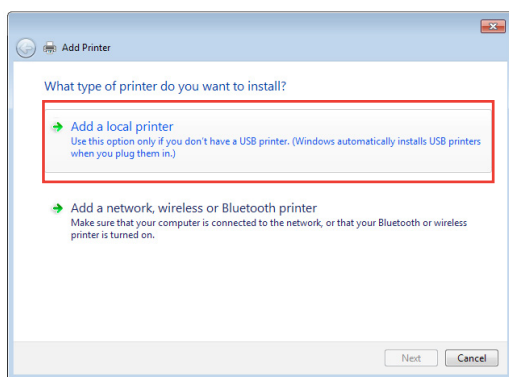 Add Printer
What type of printer do you want to install?
Add a local printer
Use this option only if you don't have a USB printer. (Windows automatically installs USB printers
when you plug them in.)
Add a network, wireless or Bluetooth printer
Make sure that your computer is connected to the network, or that your Bluetooth or wireless
printer is turned on.
Next Cancel